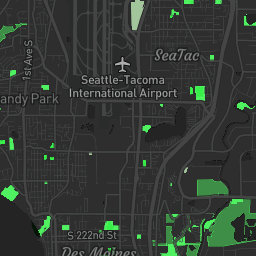 1st Ave S
SeaTac
Seattle-Tacoma
International Airport
andy Park
S 222nd St
Des Moines